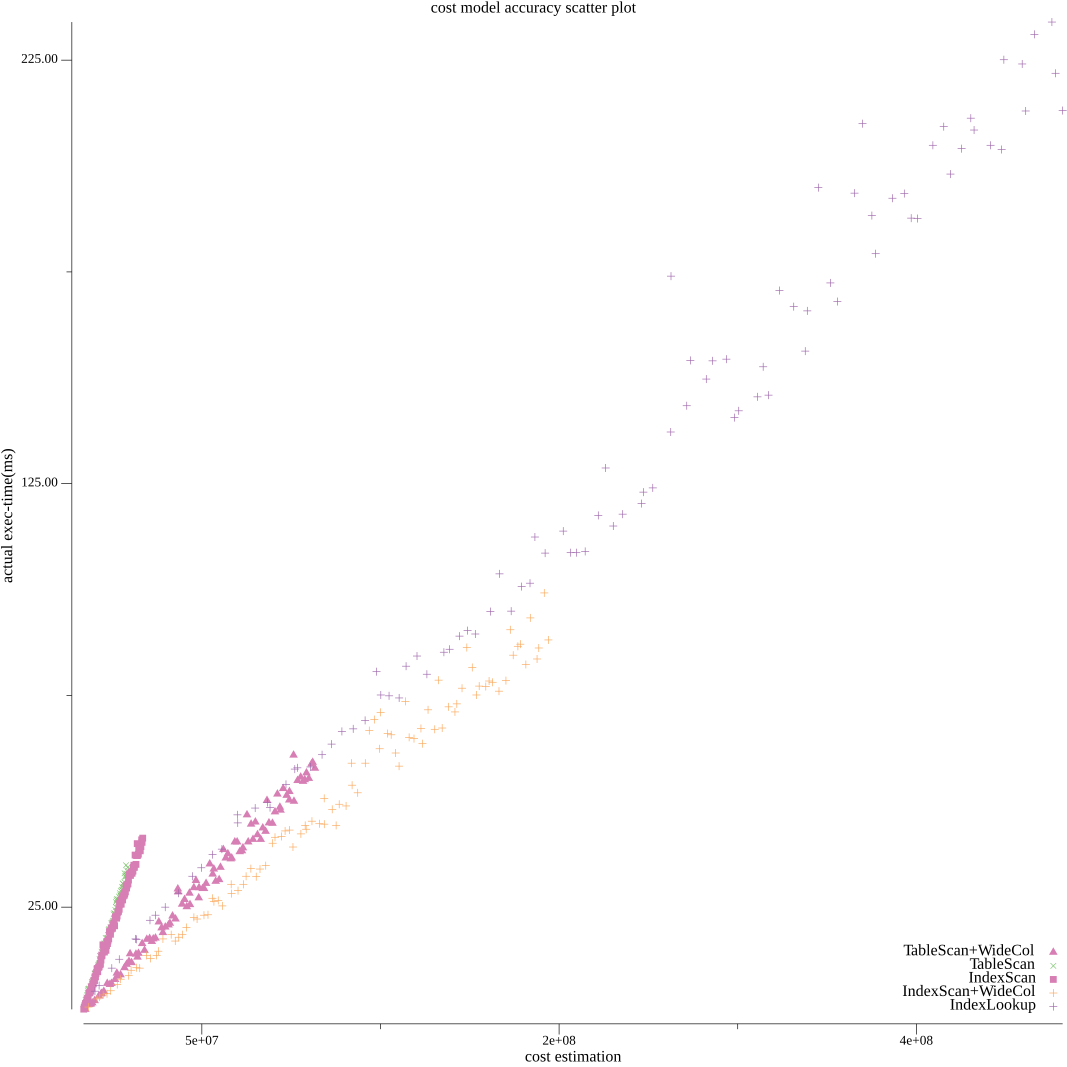 cost model accuracy scatter plot
225.00
125.00
25.00
actual exec-time(ms)
TableScan+WideCol
TableScan
IndexScan
IndexScan+WideCol
IndexLookup
5e+07
2e+08
4e+08
cost estimation